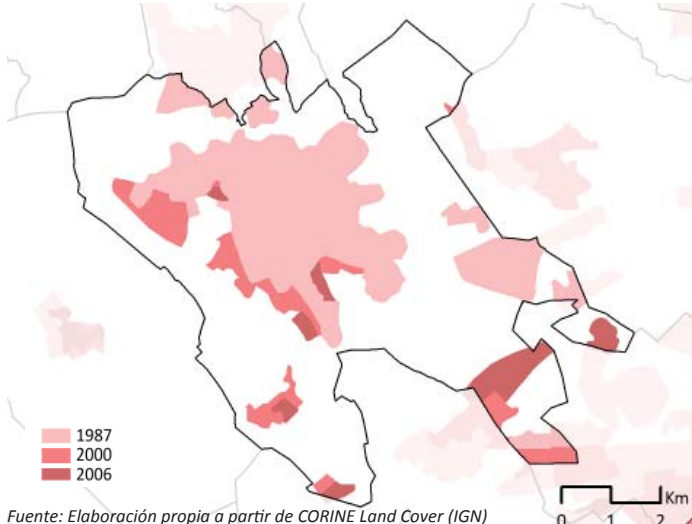 1987
2000
2006
Km
0 1 2
Fuente: Elaboración propia a partir de CORINE Land Cover (IGN)